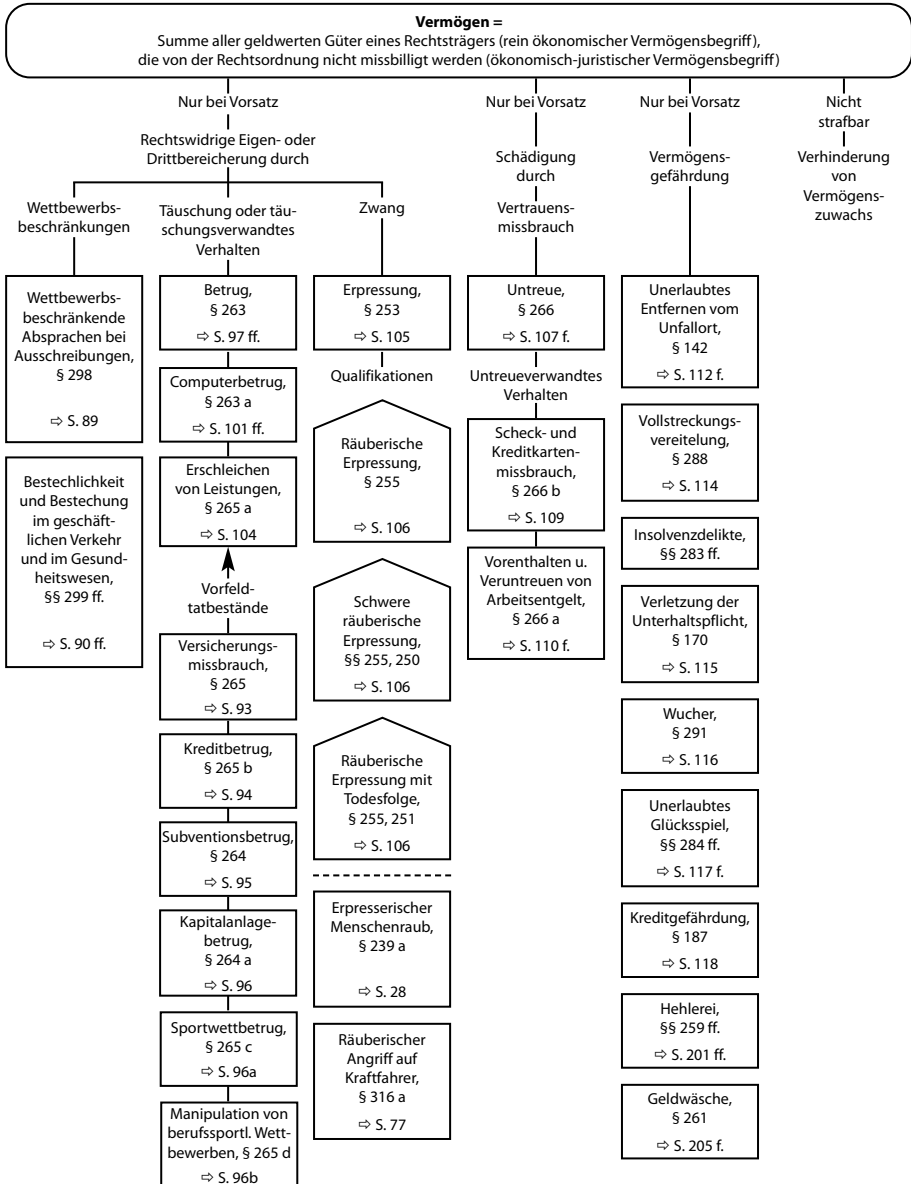 Vermögen =
Summe aller geldwerten Güter eines Rechtsträgers (rein ökonomischer Vermögensbegriff),
die von der Rechtsordnung nicht missbilligt werden (ökonomisch-juristischer Vermögensbegriff)
Nur bei Vorsatz
Rechtswidrige Eigen- oder
Drittbereicherung durch
Wettbewerbs-
beschränkungen
Wettbewerbs-
beschränkende
Absprachen bei
Ausschreibungen,
§ 298
⇨ S. 89
Bestechlichkeit
und Bestechung
im geschäft-
lichen Verkehr
und im Gesund-
heitswesen,
§§ 299 ff.
⇨ S. 90 ff.
Täuschung oder täu-
schungsverwandtes
Verhalten
Betrug,
§ 263
⇨ S. 97 ff.
Computerbetrug,
§ 263 a
⇨ S. 101 ff.
Erschleichen
von Leistungen,
§ 265 a
⇨ S. 104
Vorfeld-
tatbestände
Versicherungs-
missbrauch,
§ 265
⇨ S. 93
Kreditbetrug,
§ 265 b
⇨ S. 94
Subventionsbetrug,
§ 264
⇨ S. 95
Kapitalanlage-
betrug,
§ 264 a
⇨ S. 96
Sportwettbetrug,
§ 265 c
⇨ S. 96a
Manipulation von
berufssportl. Wett-
bewerben, § 265 d
⇨ S. 96b
Zwang
Erpressung,
§ 253
⇨ S. 105
Qualifikationen
Räuberische
Erpressung,
§ 255
⇨ S. 106
Schwere
räuberische
Erpressung,
§§ 255, 250
⇨ S. 106
Räuberische
Erpressung mit
Todesfolge,
§ 255, 251
⇨ S. 106
Erpresserischer
Menschenraub,
§ 239 a
⇨ S. 28
Räuberischer
Angriff auf
Kraftfahrer,
§ 316 a
⇨ S. 77
Nur bei Vorsatz
Schädigung
durch
Vertrauens-
missbrauch
Untreue,
§ 266
⇨ S. 107 f.
Untreueverwandtes
Verhalten
Scheck- und
Kreditkarten-
missbrauch,
§ 266 b
⇨ S. 109
Vorenthalten u.
Veruntreuen von
Arbeitsentgelt,
§ 266 a
⇨ S. 110 f.
Nur bei Vorsatz
Vermögens-
gefährdung
Unerlaubtes
Entfernen vom
Unfallort,
§ 142
⇨ S. 112 f.
Vollstreckungs-
vereitelung,
§ 288
⇨ S. 114
Insolvenzdelikte,
§§ 283 ff.
Verletzung der
Unterhaltspflicht,
§ 170
⇨ S. 115
Wucher,
§ 291
⇨ S. 116
Unerlaubtes
Glücksspiel,
§§ 284 ff.
⇨ S. 117 f.
Kreditgefährdung,
§ 187
⇨ S. 118
Hehlerei,
§§ 259 ff.
⇨ S. 201 ff.
Geldwäsche,
§ 261
⇨ S. 205 f.
Nicht
strafbar
Verhinderung
von
Vermögens-
zuwachs